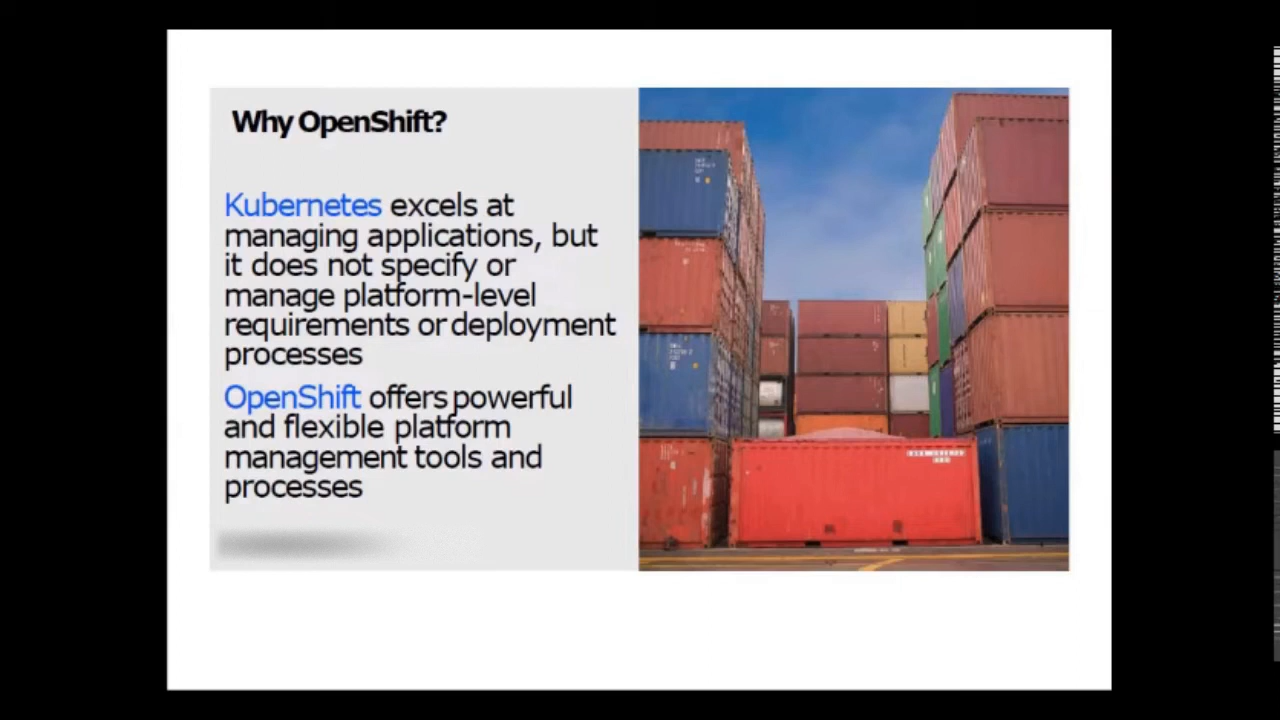 Why OpenShift?
Kubernetes excels at
managing applications, but
it does not specify or
manage platform-level
requirements or deployment
processes
OpenShift offers powerful
and flexible platform
management tools and
processes